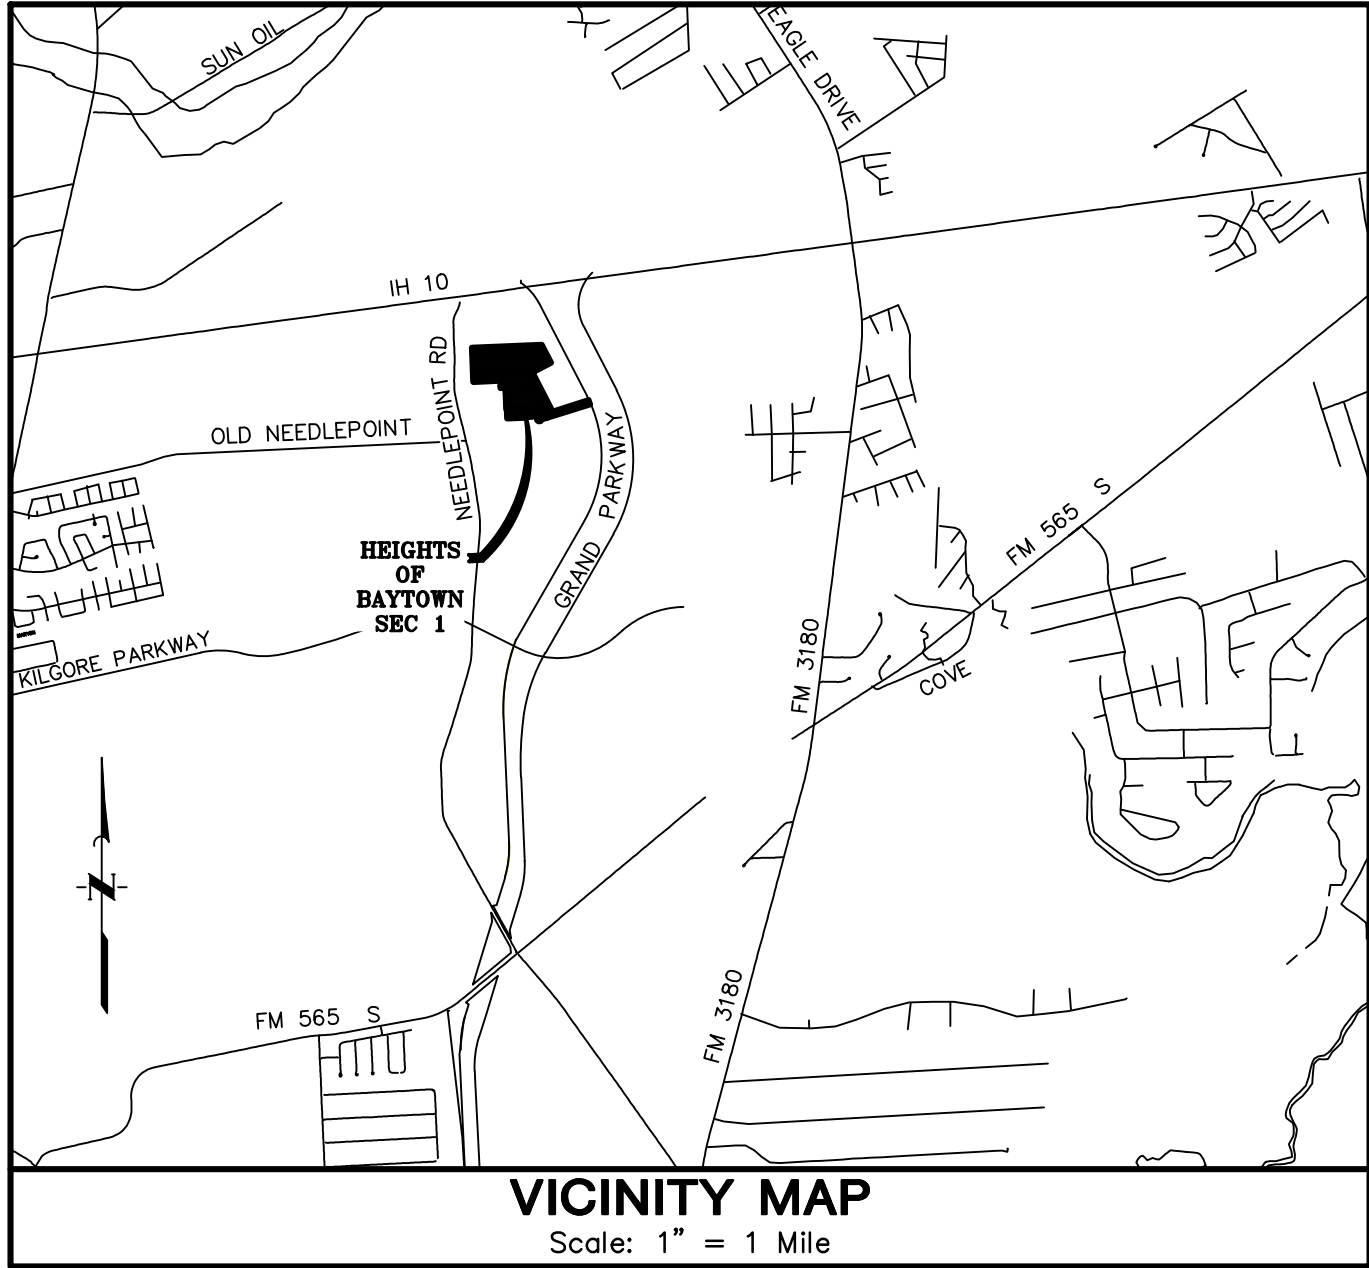 SUN OIL
EAGLE DRIVE
IH 10
NEEDLEPOINT RD
OLD NEEDLEPOINT
GRAND PARKWAY
FM 565 S
HEIGHTS
OF
BAYTOWN
SEC 1
KILGORE PARKWAY
FM 3180
COVE
N
FM 3180
FM 565 S
VICINITY MAP
Scale: 1" = 1 Mile